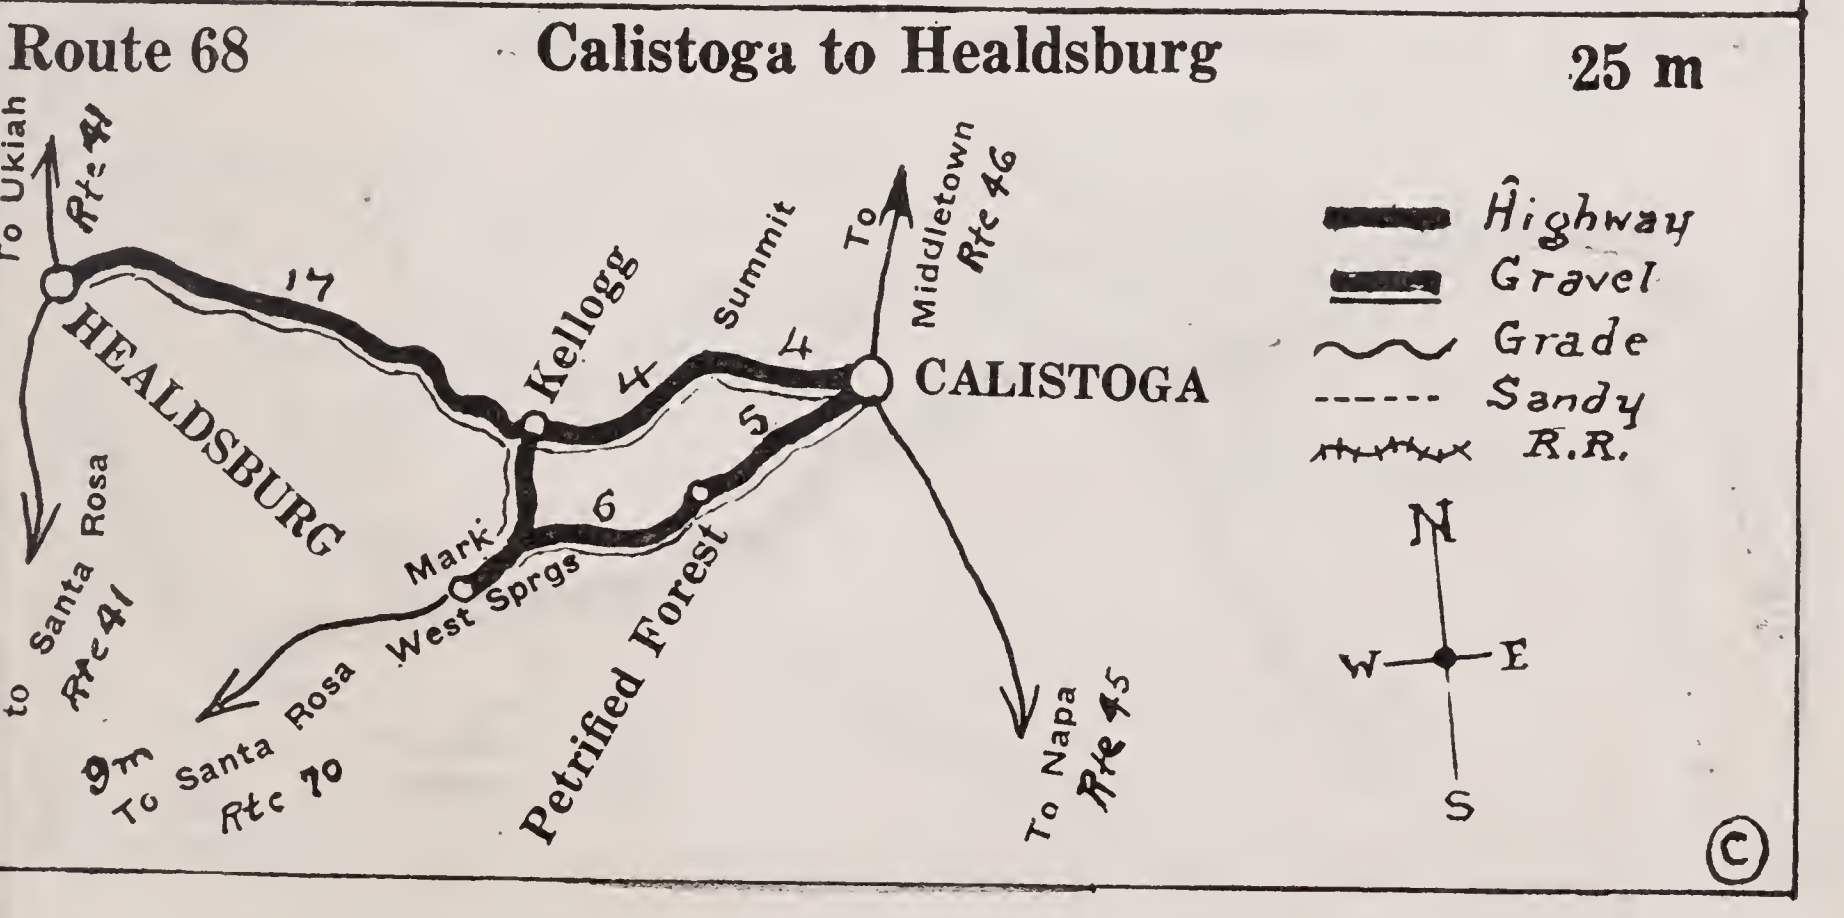 Route 68 Calistoga to Healdsburg 25 m
To Ukiah
Rte 41
17
Kellogg
4
Summit
4
To
Middletown
Rte 46
HEALDSBURG
CALISTOGA
5
6
Mark
West Sprgs
Petrified Forest
to Santa Rosa
Rte 41
9m
To Santa Rosa
Rte 70
To Napa
Rte 45
Highway
Gravel
Grade
Sandy
R.R.
N
W E
S
C